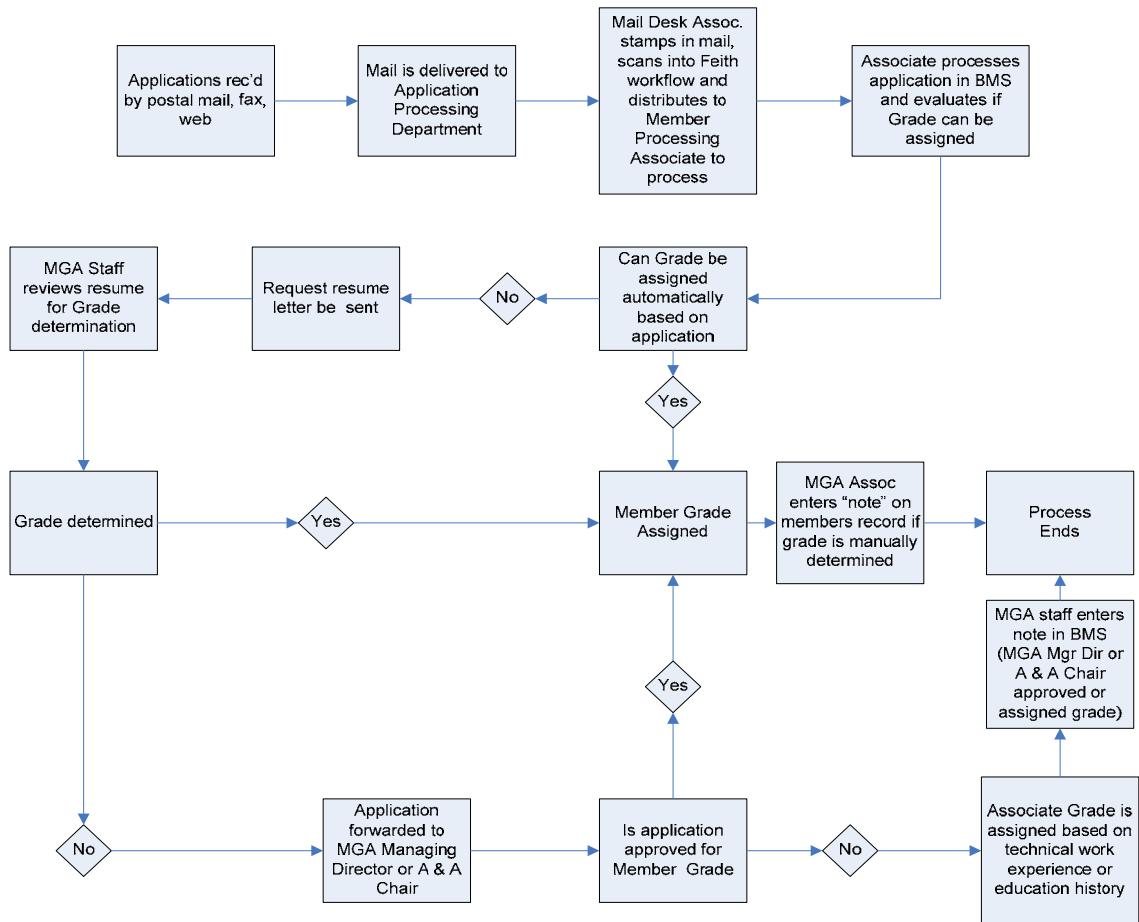 Applications rec'd
by postal mail, fax,
web
Mail is delivered to
Application
Processing
Department
Mail Desk Assoc.
stamps in mail,
scans into Feith
workflow and
distributes to
Member
Processing
Associate to
process
Associate processes
application in BMS
and evaluates if
Grade can be
assigned
MGA Staff
reviews resume
for Grade
determination
Request resume
letter be sent
No
Can Grade be
assigned
automatically
based on
application
Yes
Grade determined
Yes
Member Grade
Assigned
MGA Assoc
enters "note" on
members record if
grade is manually
determined
Process
Ends
MGA staff enters
note in BMS
(MGA Mgr Dir or
A & A Chair
approved or
assigned grade)
Yes
No
Application
forwarded to
MGA Managing
Director or A & A
Chair
Is application
approved for
Member Grade
No
Associate Grade is
assigned based on
technical work
experience or
education history